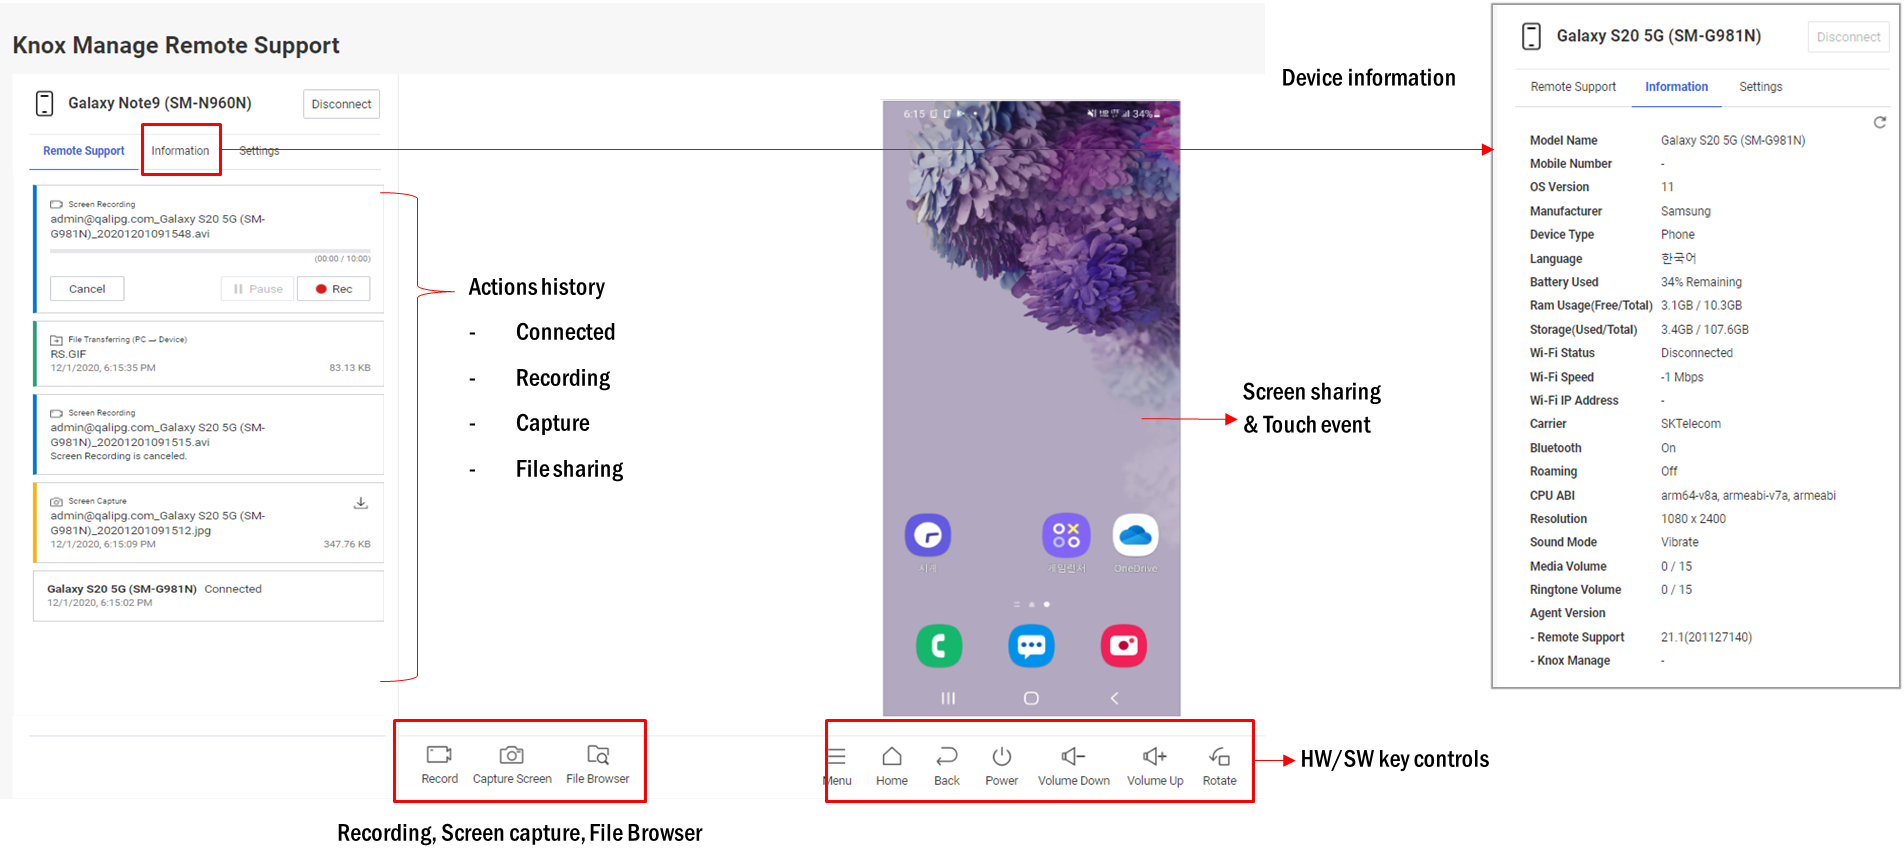 Knox Manage Remote Support
Galaxy Note9 (SM-N960N)
Disconnect
Remote Support
Information
Settings
Screen Recording
admin@qalipg.com_Galaxy S20 5G (SM-
G981N)_20201201091548.avi
(00:00 / 10:00)
Cancel
Pause
Rec
File Transferring (PC → Device)
RS.GIF
12/1/2020, 6:15:35 PM
83.13 KB
Screen Recording
admin@qalipg.com_Galaxy S20 5G (SM-
G981N)_20201201091515.avi
Screen Recording is canceled.
Screen Capture
admin@qalipg.com_Galaxy S20 5G (SM-
G981N)_20201201091512.jpg
12/1/2020, 6:15:09 PM
347.76 KB
Galaxy S20 5G (SM-G981N) Connected
12/1/2020, 6:15:02 PM
Actions history
- Connected
- Recording
- Capture
- File sharing
6:15
34%
시계
게임런처
OneDrive
Screen sharing
& Touch event
Record
Capture Screen
File Browser
Menu
Home
Back
Power
Volume Down
Volume Up
Rotate
HW/SW key controls
Recording, Screen capture, File Browser
Device information
Galaxy S20 5G (SM-G981N)
Disconnect
Remote Support
Information
Settings
Model Name Galaxy S20 5G (SM-G981N)
Mobile Number -
OS Version 11
Manufacturer Samsung
Device Type Phone
Language 한국어
Battery Used 34% Remaining
Ram Usage(Free/Total) 3.1GB / 10.3GB
Storage(Used/Total) 3.4GB / 107.6GB
Wi-Fi Status Disconnected
Wi-Fi Speed -1 Mbps
Wi-Fi IP Address -
Carrier SKTelecom
Bluetooth On
Roaming Off
CPU ABI arm64-v8a, armeabi-v7a, armeabi
Resolution 1080 x 2400
Sound Mode Vibrate
Media Volume 0 / 15
Ringtone Volume 0 / 15
Agent Version
- Remote Support 21.1(201127140)
- Knox Manage -